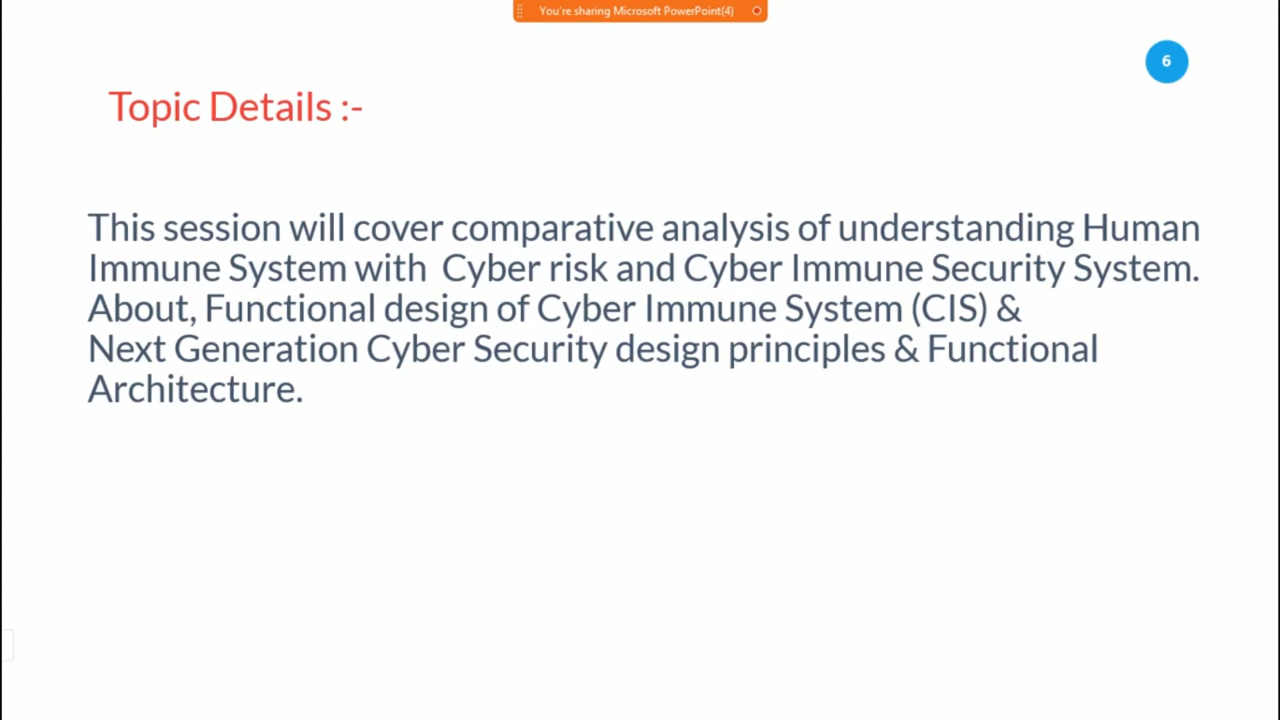 You're sharing Microsoft PowerPoint(4)
6
Topic Details :-
This session will cover comparative analysis of understanding Human
Immune System with  Cyber risk and Cyber Immune Security System.
About, Functional design of Cyber Immune System (CIS) &
Next Generation Cyber Security design principles & Functional
Architecture.